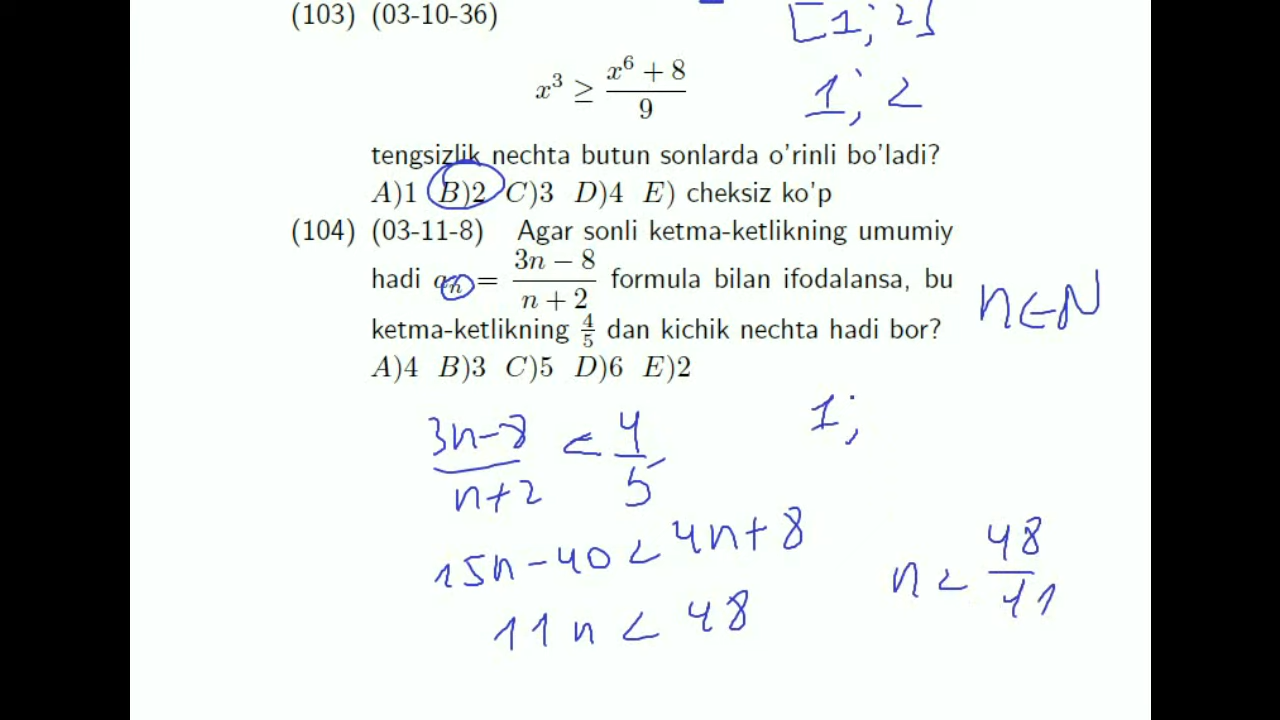 (103) (03-10-36)
[1; 2]
x³ ≥ (x⁶ + 8)/9
1; 2
tengsizlik nechta butun sonlarda o'rinli bo'ladi?
A)1 B)2 C)3 D)4 E) cheksiz ko'p
(104) (03-11-8) Agar sonli ketma-ketlikning umumiy
hadi aₙ = (3n − 8)/(n + 2) formula bilan ifodalansa, bu
n∈N
ketma-ketlikning 4/5 dan kichik nechta hadi bor?
A)4 B)3 C)5 D)6 E)2
(3n−8)/(n+2) < 4/5
1;
15n−40 < 4n+8
n < 48/11
11n < 48